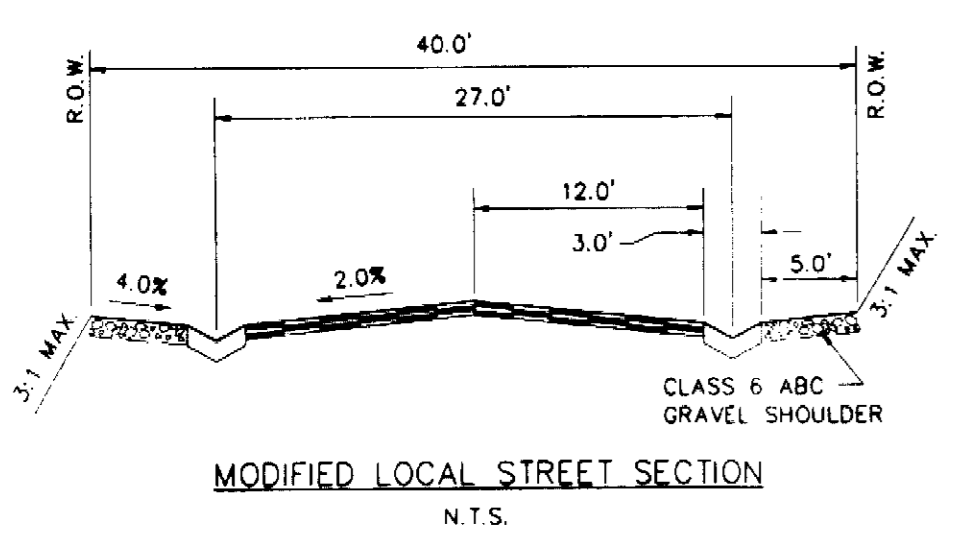 40.0'
R.O.W.
R.O.W.
27.0'
12.0'
3.0'
5.0'
4.0%
2.0%
3:1 MAX.
3:1 MAX.
CLASS 6 ABC
GRAVEL SHOULDER
MODIFIED LOCAL STREET SECTION
N.T.S.